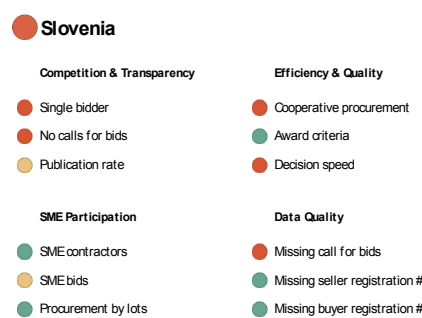 Slovenia
Competition & Transparency
Single bidder
No calls for bids
Publication rate
Efficiency & Quality
Cooperative procurement
Award criteria
Decision speed
SME Participation
SME contractors
SME bids
Procurement by lots
Data Quality
Missing call for bids
Missing seller registration #
Missing buyer registration #